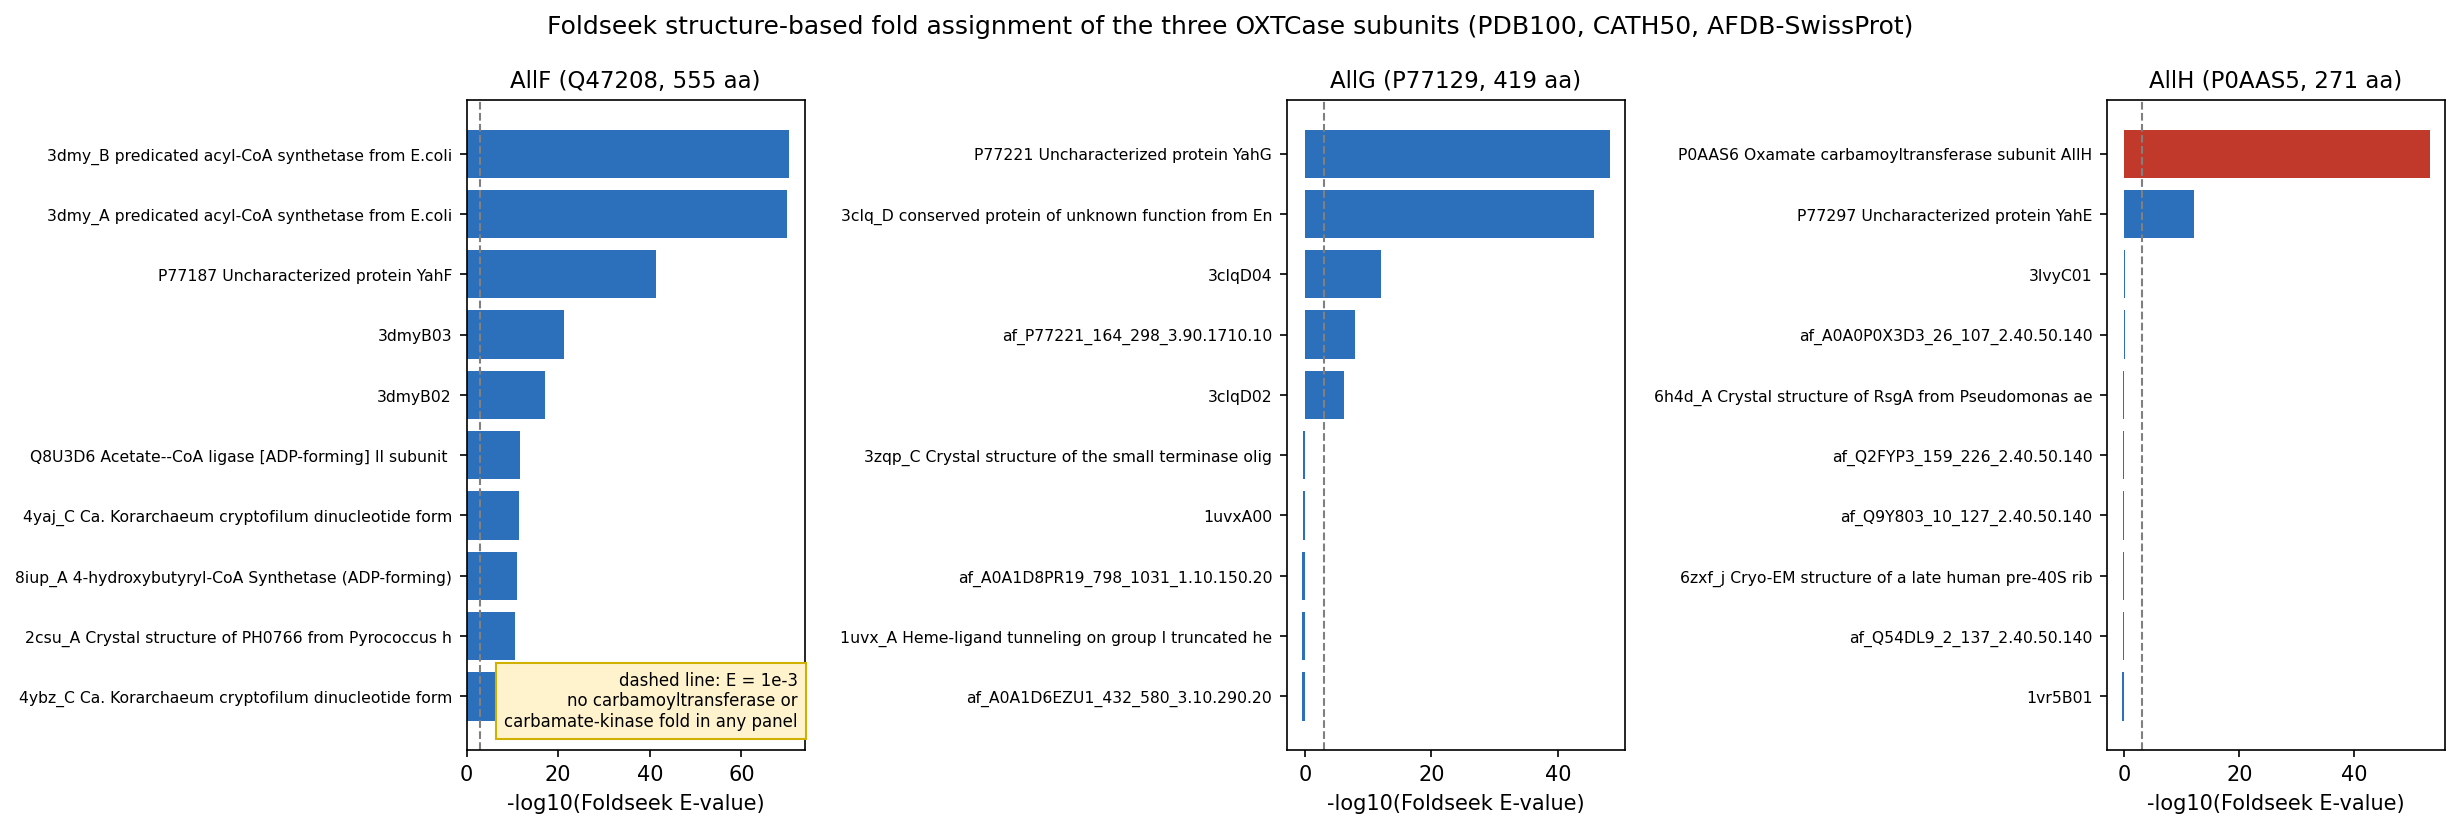 Foldseek structure-based fold assignment of the three OXTCase subunits (PDB100, CATH50, AFDB-SwissProt)
AllF (Q47208, 555 aa)
3dmy_B predicated acyl-CoA synthetase from E.coli
3dmy_A predicated acyl-CoA synthetase from E.coli
P77187 Uncharacterized protein YahF
3dmyB03
3dmyB02
Q8U3D6 Acetate--CoA ligase [ADP-forming] II subunit
4yaj_C Ca. Korarchaeum cryptofilum dinucleotide form
8iup_A 4-hydroxybutyryl-CoA Synthetase (ADP-forming)
2csu_A Crystal structure of PH0766 from Pyrococcus h
4ybz_C Ca. Korarchaeum cryptofilum dinucleotide form
dashed line: E = 1e-3
no carbamoyltransferase or
carbamate-kinase fold in any panel
0 20 40 60
-log10(Foldseek E-value)
AllG (P77129, 419 aa)
P77221 Uncharacterized protein YahG
3clq_D conserved protein of unknown function from En
3clqD04
af_P77221_164_298_3.90.1710.10
3clqD02
3zqp_C Crystal structure of the small terminase olig
1uvxA00
af_A0A1D8PR19_798_1031_1.10.150.20
1uvx_A Heme-ligand tunneling on group I truncated he
af_A0A1D6EZU1_432_580_3.10.290.20
0 20 40
-log10(Foldseek E-value)
AllH (P0AAS5, 271 aa)
P0AAS6 Oxamate carbamoyltransferase subunit AllH
P77297 Uncharacterized protein YahE
3lvyC01
af_A0A0P0X3D3_26_107_2.40.50.140
6h4d_A Crystal structure of RsgA from Pseudomonas ae
af_Q2FYP3_159_226_2.40.50.140
af_Q9Y803_10_127_2.40.50.140
6zxf_j Cryo-EM structure of a late human pre-40S rib
af_Q54DL9_2_137_2.40.50.140
1vr5B01
0 20 40
-log10(Foldseek E-value)